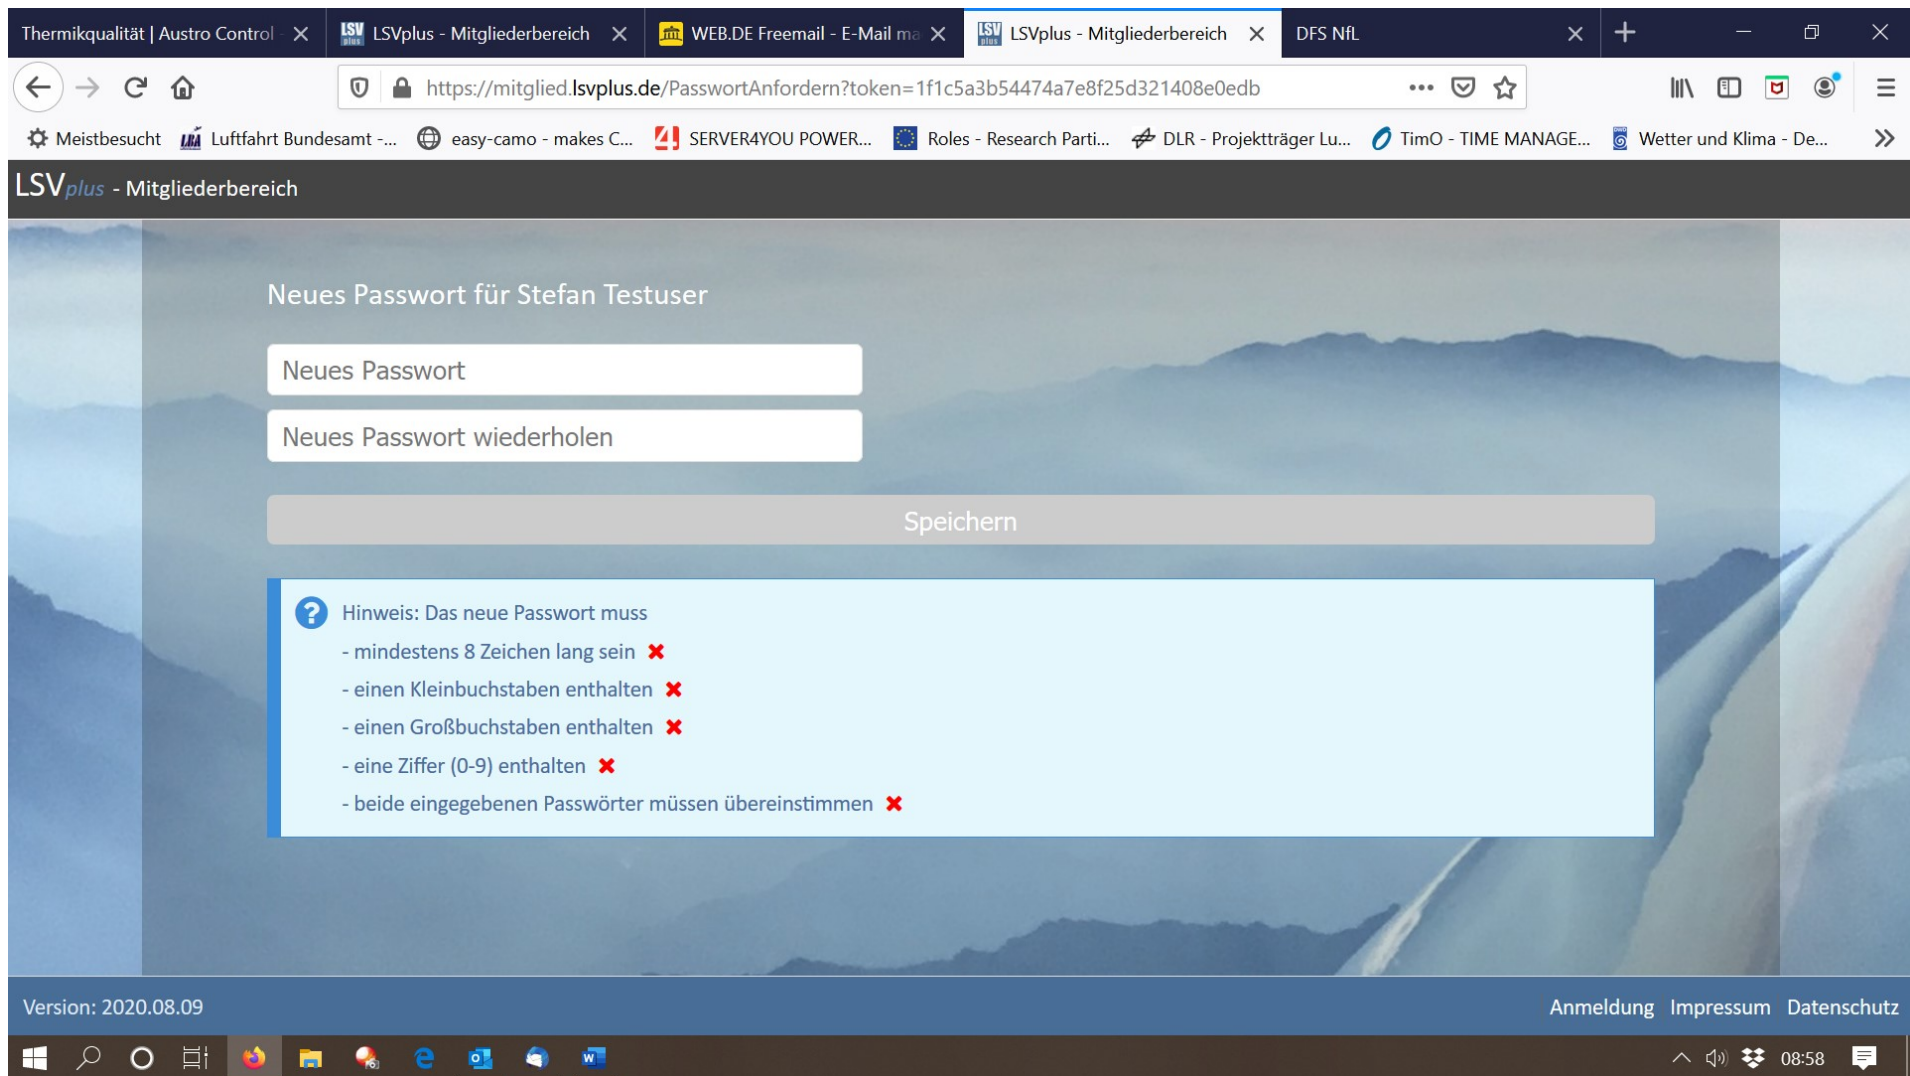 Thermikqualität | Austro Control - LSVplus - Mitgliederbereich WEB.DE Freemail - E-Mail ma LSVplus - Mitgliederbereich DFS NfL
https://mitglied.lsvplus.de/PasswortAnfordern?token=1f1c5a3b54474a7e8f25d321408e0edb
Meistbesucht LBA Luftfahrt Bundesamt -... easy-camo - makes C... SERVER4YOU POWER... Roles - Research Parti... DLR - Projektträger Lu... TimO - TIME MANAGE... Wetter und Klima - De...
LSVplus - Mitgliederbereich
Neues Passwort für Stefan Testuser
Neues Passwort
Neues Passwort wiederholen
Speichern
Hinweis: Das neue Passwort muss
- mindestens 8 Zeichen lang sein
- einen Kleinbuchstaben enthalten
- einen Großbuchstaben enthalten
- eine Ziffer (0-9) enthalten
- beide eingegebenen Passwörter müssen übereinstimmen
Version: 2020.08.09 Anmeldung Impressum Datenschutz
08:58